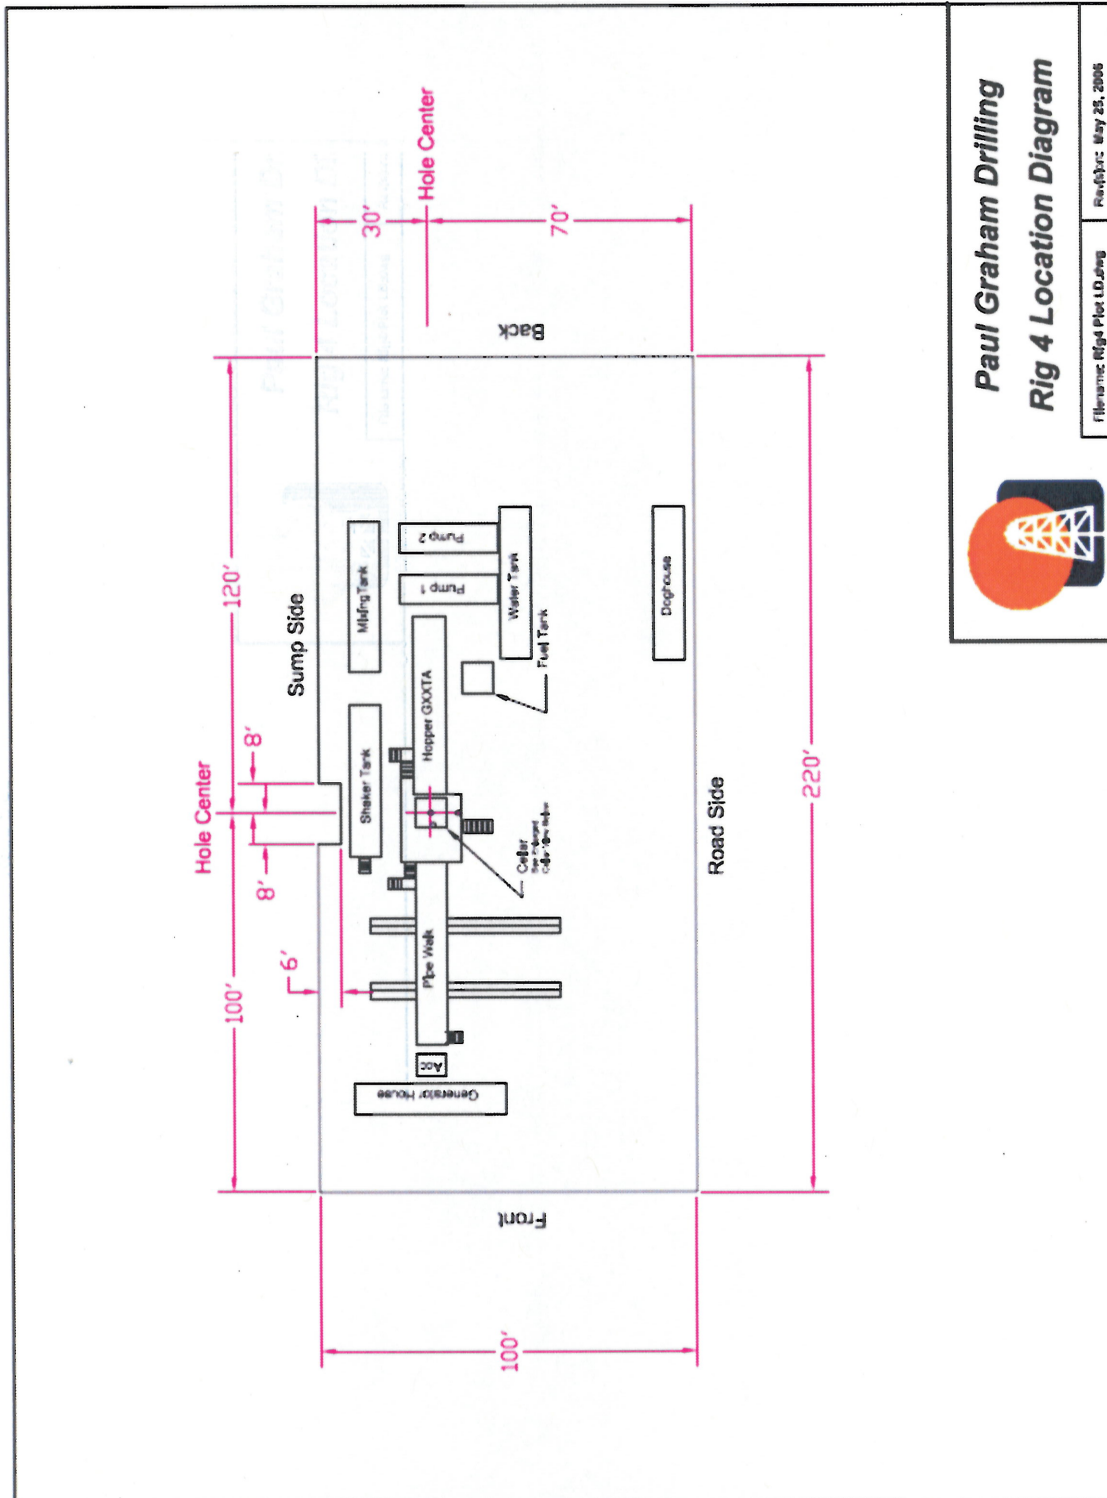 Hole Center
100'
120'
8'
8'
6'
Sump Side
30'
Hole Center
70'
Back
Front
100'
Shaker Tank
Mixing Tank
Pump 1
Pump 2
Water Tank
Hopper GXXTA
Fuel Tank
Pipe Walk
Acc
Generator House
Cellar
Doghouse
Road Side
220'
Paul Graham Drilling
Rig 4 Location Diagram
Filename: Rig4 Plot LD.dwg
Revision: May 25, 2006